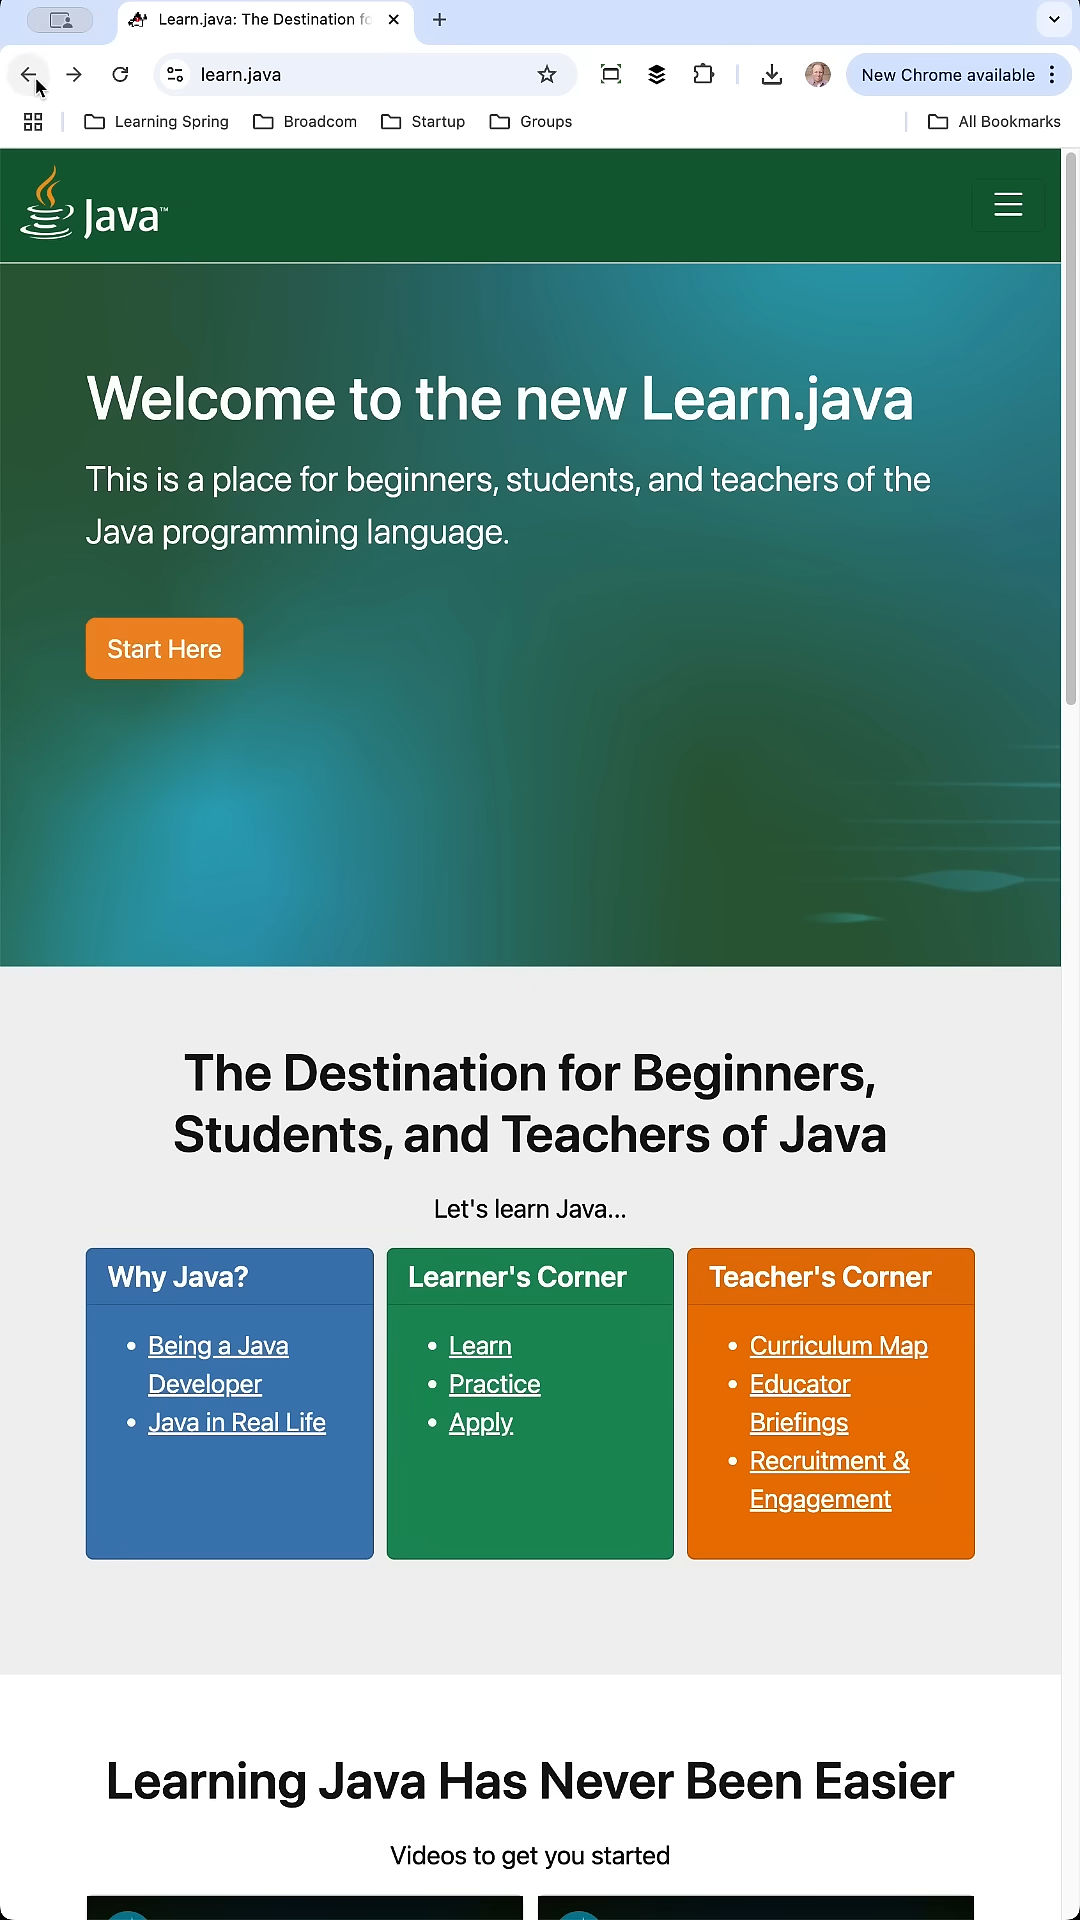 Learn.java: The Destination fo
learn.java
New Chrome available
Learning Spring
Broadcom
Startup
Groups
All Bookmarks
Java™
Welcome to the new Learn.java
This is a place for beginners, students, and teachers of the
Java programming language.
Start Here
The Destination for Beginners,
Students, and Teachers of Java
Let's learn Java...
Why Java?
• Being a Java
Developer
• Java in Real Life
Learner's Corner
• Learn
• Practice
• Apply
Teacher's Corner
• Curriculum Map
• Educator
Briefings
• Recruitment &
Engagement
Learning Java Has Never Been Easier
Videos to get you started